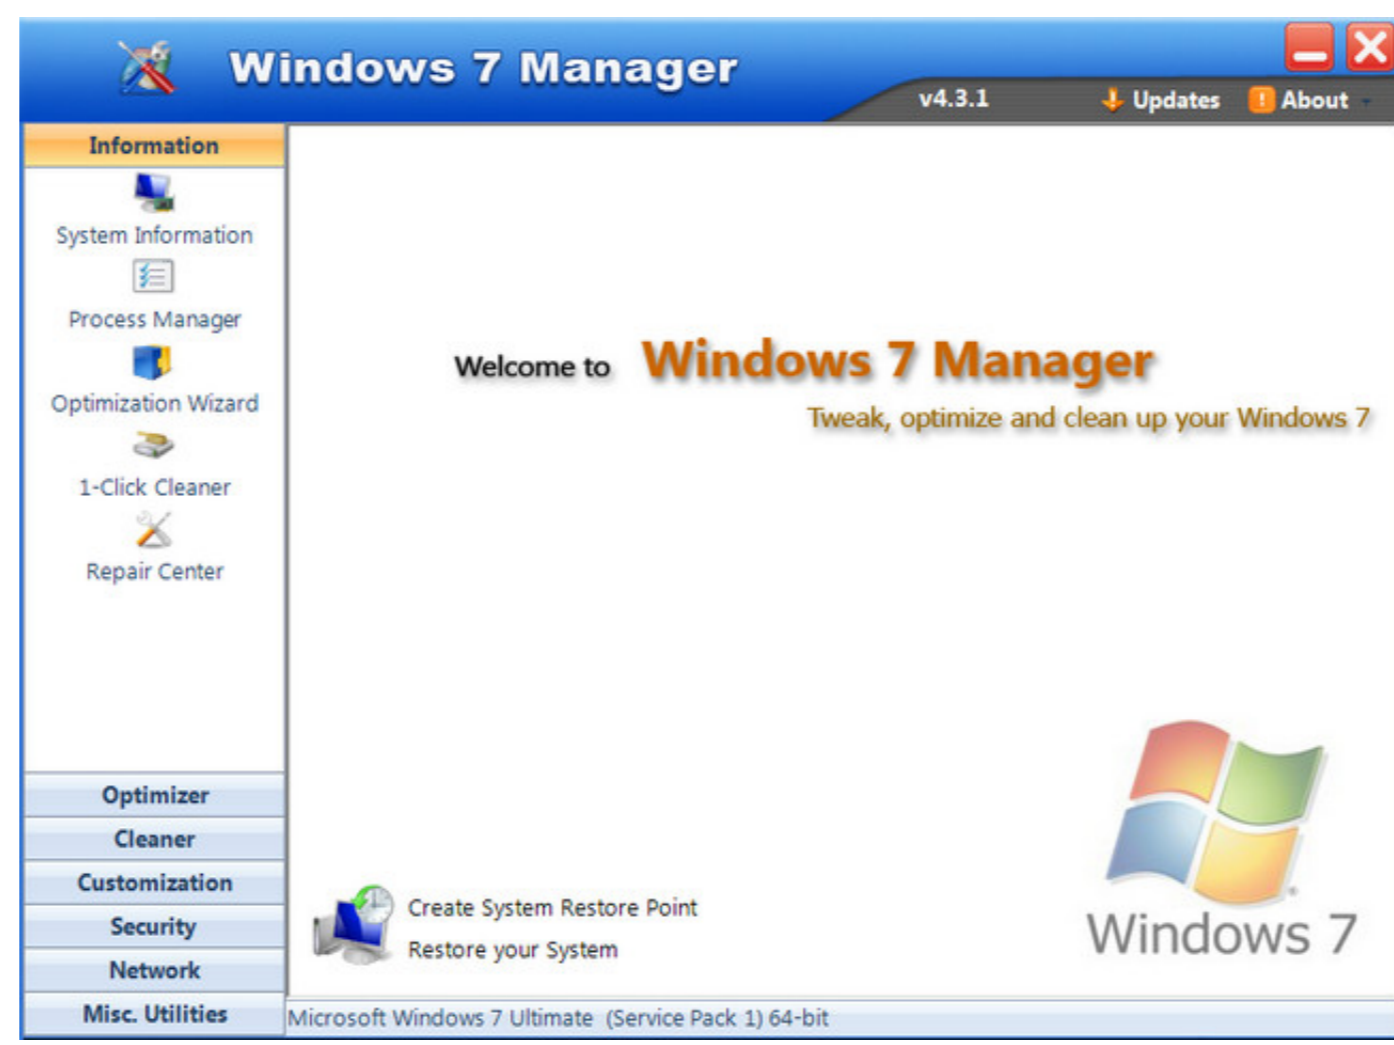 Windows 7 Manager
v4.3.1 Updates About
Information
System Information
Process Manager
Optimization Wizard
1-Click Cleaner
Repair Center
Optimizer
Cleaner
Customization
Security
Network
Misc. Utilities
Welcome to Windows 7 Manager
Tweak, optimize and clean up your Windows 7
Create System Restore Point
Restore your System
Windows 7
Microsoft Windows 7 Ultimate (Service Pack 1) 64-bit